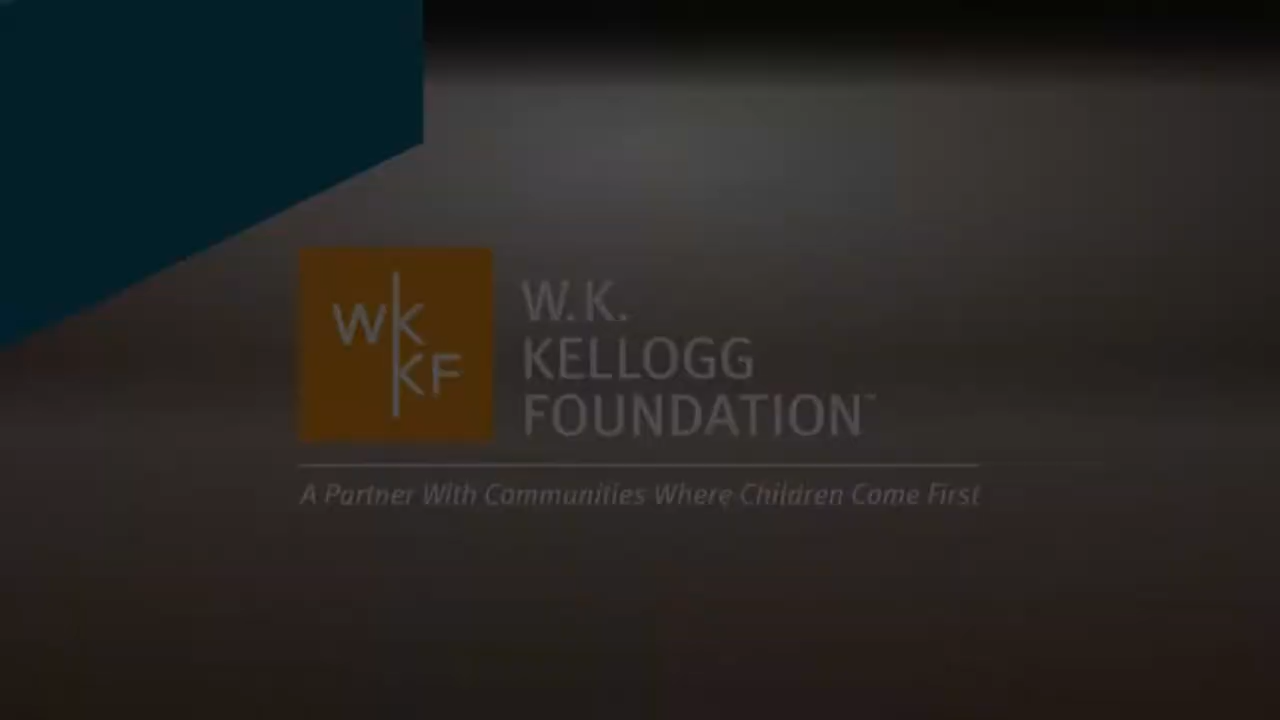 WK
KF
W.K.
KELLOGG
FOUNDATION™
A Partner With Communities Where Children Come First